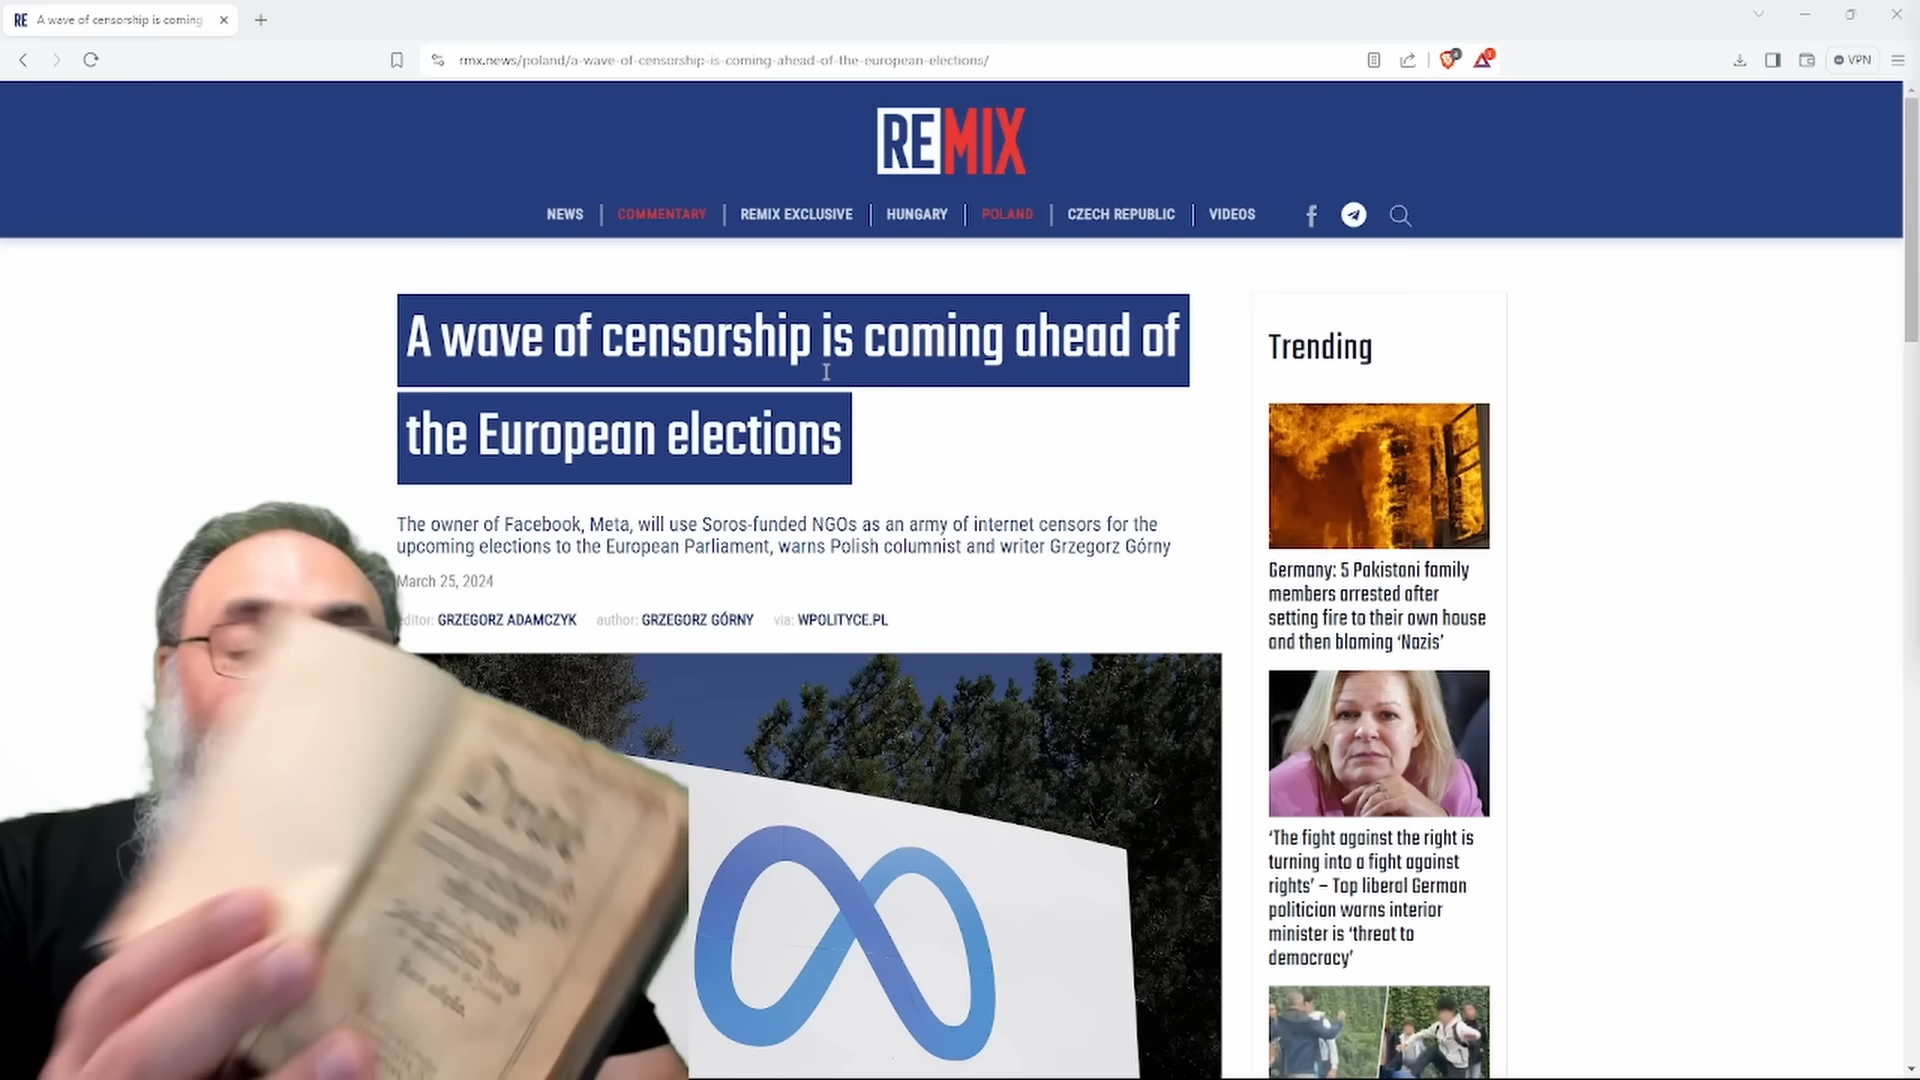 RE A wave of censorship is coming
rmx.news/poland/a-wave-of-censorship-is-coming-ahead-of-the-european-elections/
4
1
VPN
REMIX
NEWS | COMMENTARY | REMIX EXCLUSIVE | HUNGARY | POLAND | CZECH REPUBLIC | VIDEOS
A wave of censorship is coming ahead of
the European elections
The owner of Facebook, Meta, will use Soros-funded NGOs as an army of internet censors for the
upcoming elections to the European Parliament, warns Polish columnist and writer Grzegorz Górny
March 25, 2024
editor: GRZEGORZ ADAMCZYK author: GRZEGORZ GÓRNY via: WPOLITYCE.PL
Trending
Germany: 5 Pakistani family
members arrested after
setting fire to their own house
and then blaming ‘Nazis’
‘The fight against the right is
turning into a fight against
rights’ – Top liberal German
politician warns interior
minister is ‘threat to
democracy’